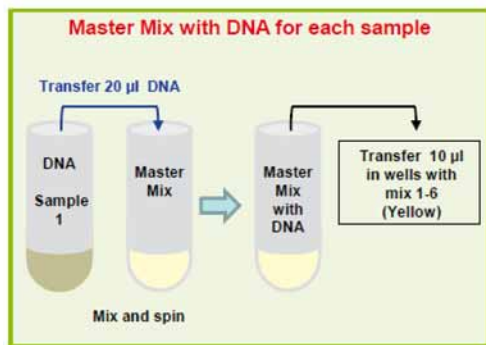 Master Mix with DNA for each sample
Transfer 20 µl DNA
DNA
Sample
1
Master
Mix
Master
Mix
with
DNA
Transfer 10 µl
in wells with
mix 1-6
(Yellow)
Mix and spin